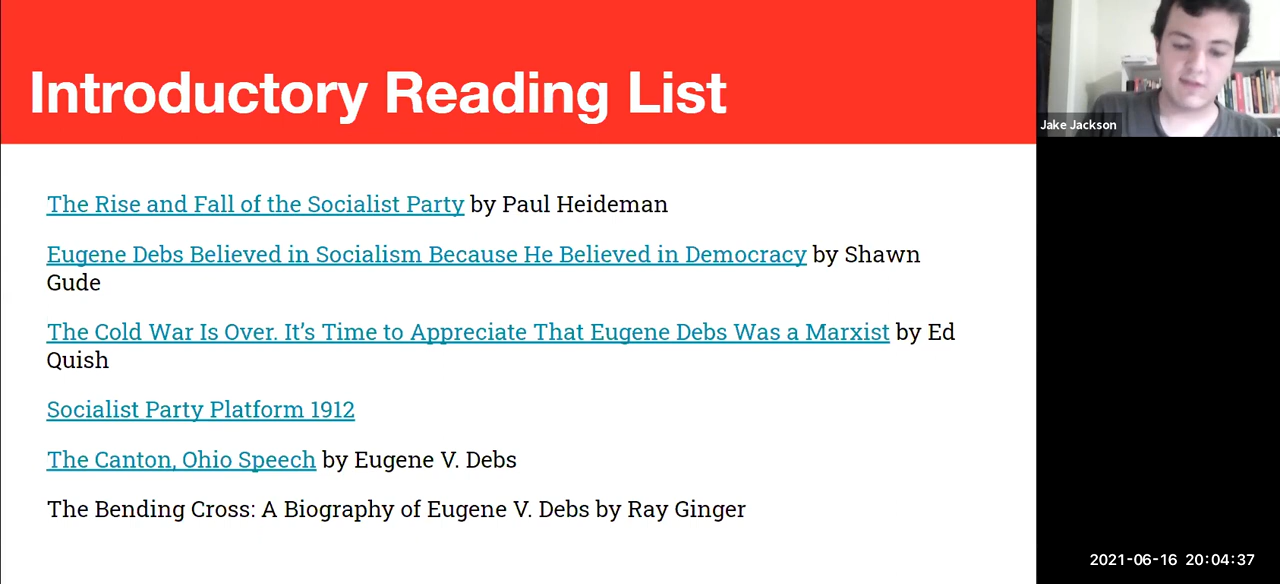 Introductory Reading List
The Rise and Fall of the Socialist Party by Paul Heideman
Eugene Debs Believed in Socialism Because He Believed in Democracy by Shawn
Gude
The Cold War Is Over. It’s Time to Appreciate That Eugene Debs Was a Marxist by Ed
Quish
Socialist Party Platform 1912
The Canton, Ohio Speech by Eugene V. Debs
The Bending Cross: A Biography of Eugene V. Debs by Ray Ginger
Jake Jackson
2021-06-16 20:04:37